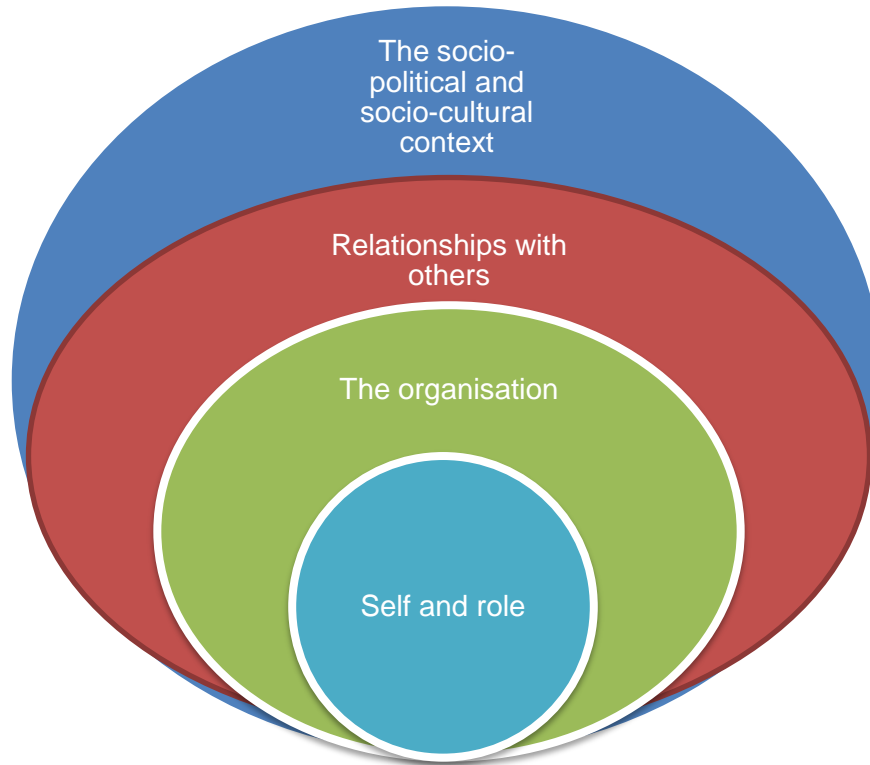 The socio-
political and
socio-cultural
context
Relationships with
others
The organisation
Self and role